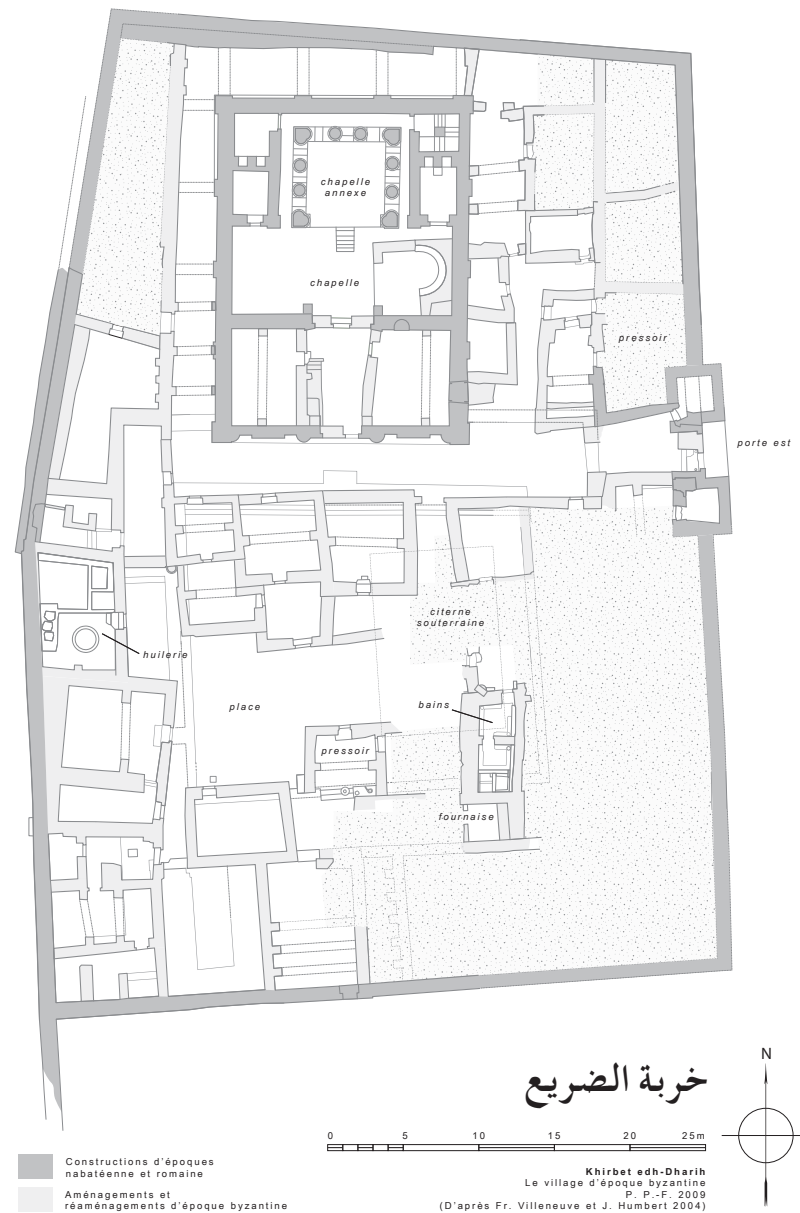 chapelle
annexe
chapelle
pressoir
porte est
citerne
souterraine
huilerie
place
bains
pressoir
fournaise
خربة الضريع
N
0 5 10 15 20 25m
Constructions d'époques
nabatéenne et romaine
Aménagements et
réaménagements d'époque byzantine
Khirbet edh-Dharih
Le village d'époque byzantine
P. P.-F. 2009
(D'après Fr. Villeneuve et J. Humbert 2004)